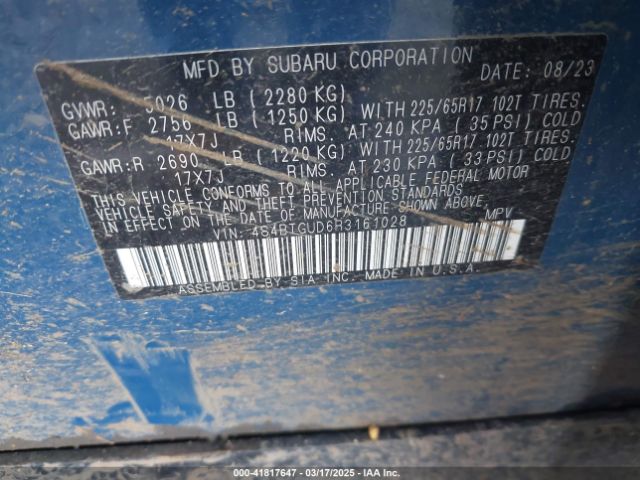 MFD BY SUBARU CORPORATION DATE: 08/23
GVWR: 5026 LB ( 2280 KG)
GAWR:F 2756 LB ( 1250 KG) WITH 225/65R17 102T TIRES.
17X7J RIMS. AT 240 KPA ( 35 PSI) COLD
GAWR:R 2690 LB ( 1220 KG) WITH 225/65R17 102T TIRES.
17X7J RIMS. AT 230 KPA ( 33 PSI) COLD
THIS VEHICLE CONFORMS TO ALL APPLICABLE FEDERAL MOTOR
VEHICLE SAFETY AND THEFT PREVENTION STANDARDS
IN EFFECT ON THE DATE OF MANUFACTURE SHOWN ABOVE.
VIN: 4S4BTGUD6R3161028 MPV
ASSEMBLED BY SIA, INC. MADE IN U.S.A.
000-41817647 / 03/17/2025 / IAA Inc.